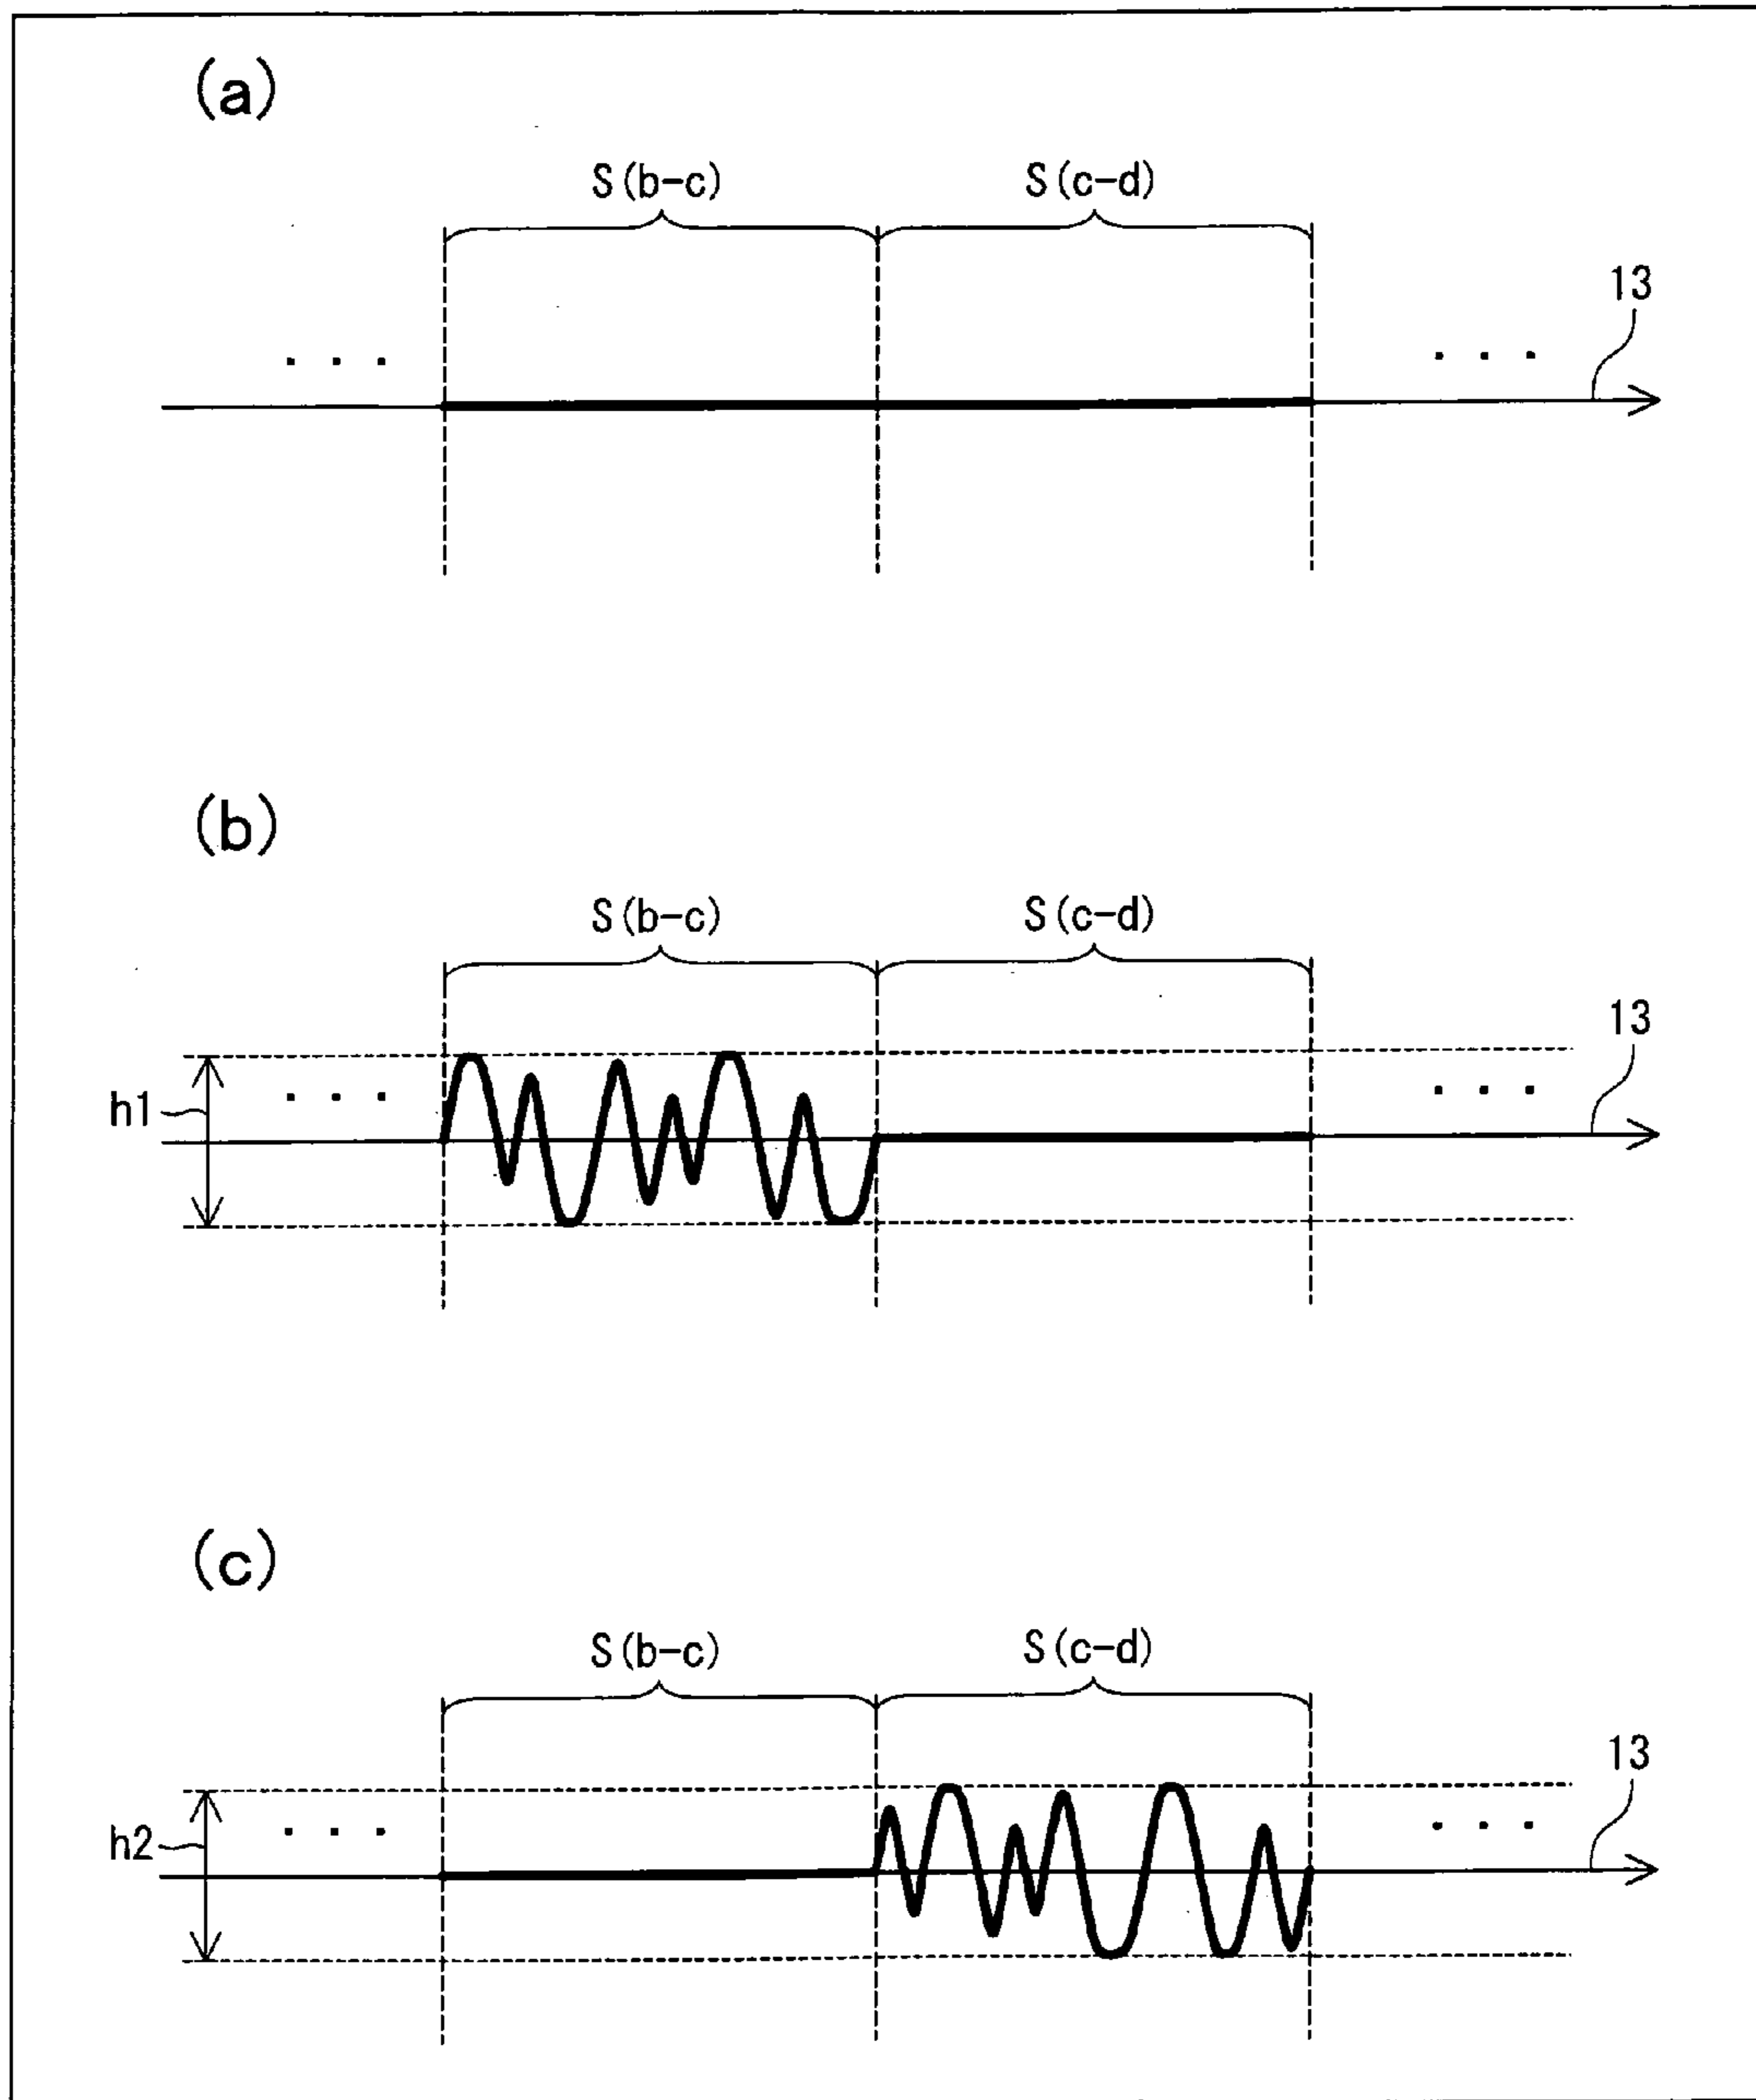 (a)
S(b-c) S(c-d)
13
. . . . . .
(b)
S(b-c) S(c-d)
13
h1 . . . . . .
(c)
S(b-c) S(c-d)
13
h2 . . . . . .